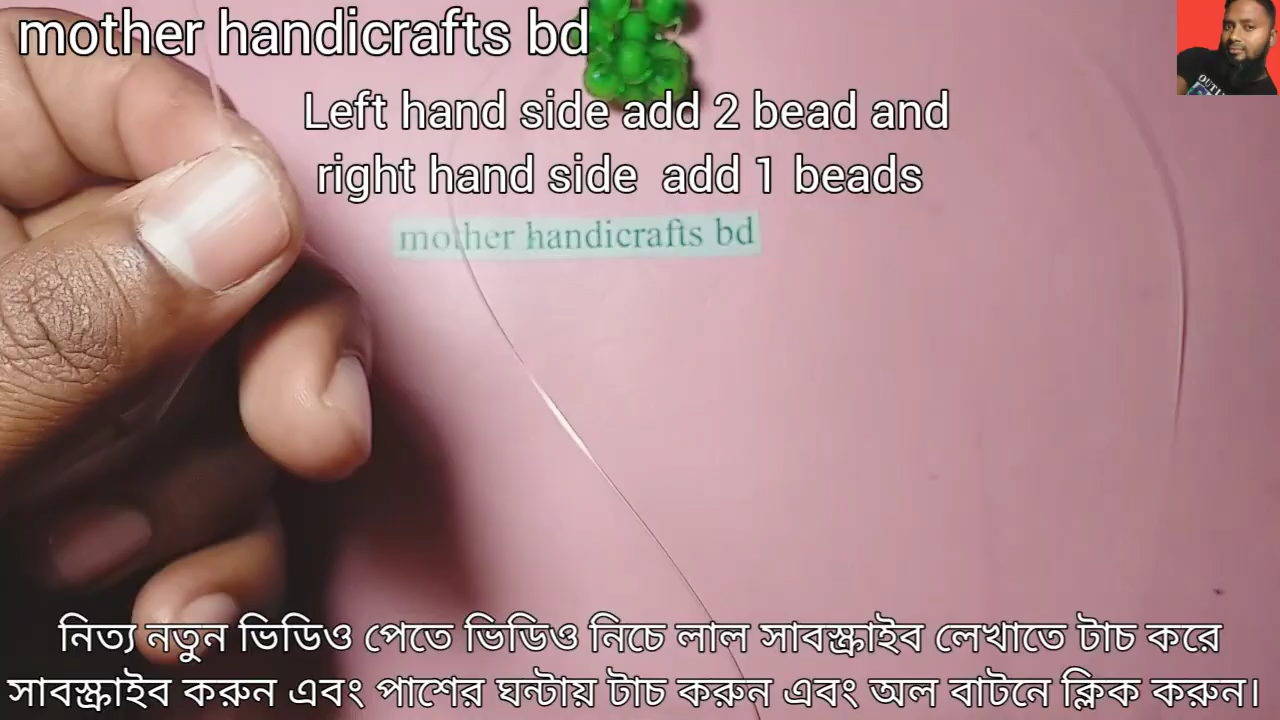 mother handicrafts bd
Left hand side add 2 bead and
right hand side add 1 beads
mother handicrafts bd
নিত্য নতুন ভিডিও পেতে ভিডিও নিচে লাল সাবস্ক্রাইব লেখাতে টাচ করে
সাবস্ক্রাইব করুন এবং পাশের ঘন্টায় টাচ করুন এবং অল বাটনে ক্লিক করুন।